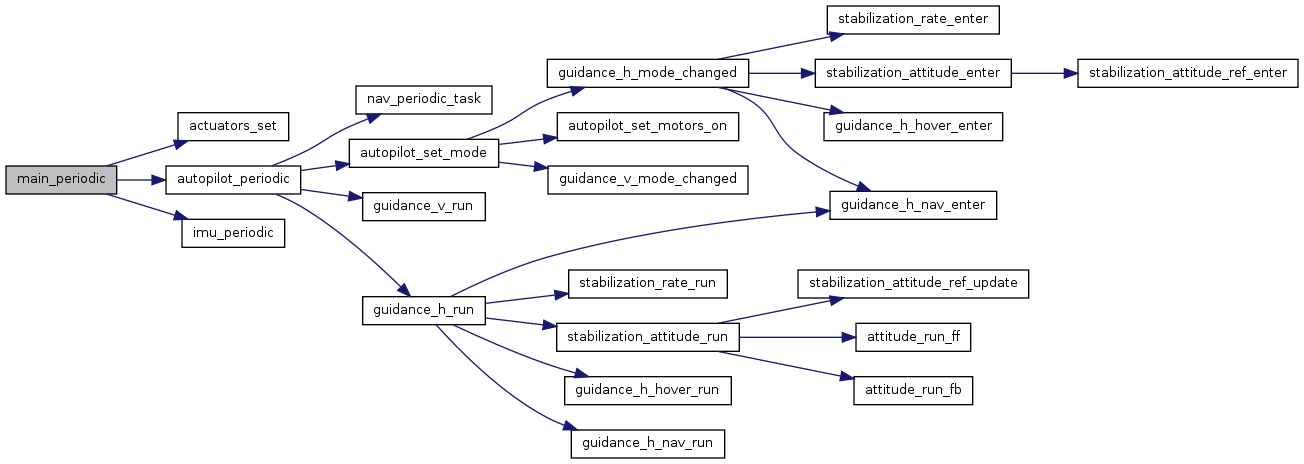 stabilization_rate_enter
guidance_h_mode_changed
stabilization_attitude_enter
stabilization_attitude_ref_enter
nav_periodic_task
actuators_set
autopilot_set_motors_on
guidance_h_hover_enter
autopilot_set_mode
main_periodic
autopilot_periodic
guidance_v_mode_changed
guidance_v_run
guidance_h_nav_enter
imu_periodic
stabilization_rate_run
stabilization_attitude_ref_update
guidance_h_run
stabilization_attitude_run
attitude_run_ff
guidance_h_hover_run
attitude_run_fb
guidance_h_nav_run